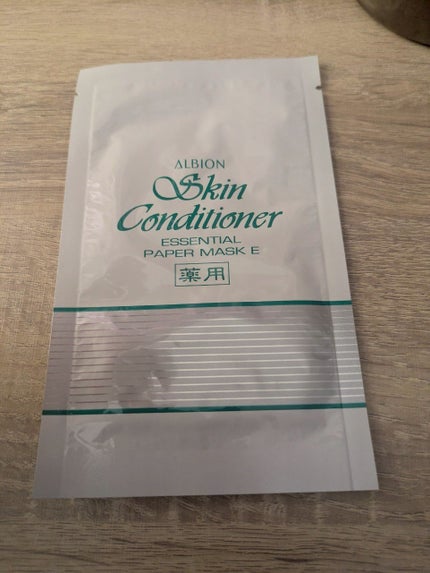 ALBION
Skin
Conditioner
ESSENTIAL
PAPER MASK E
薬用